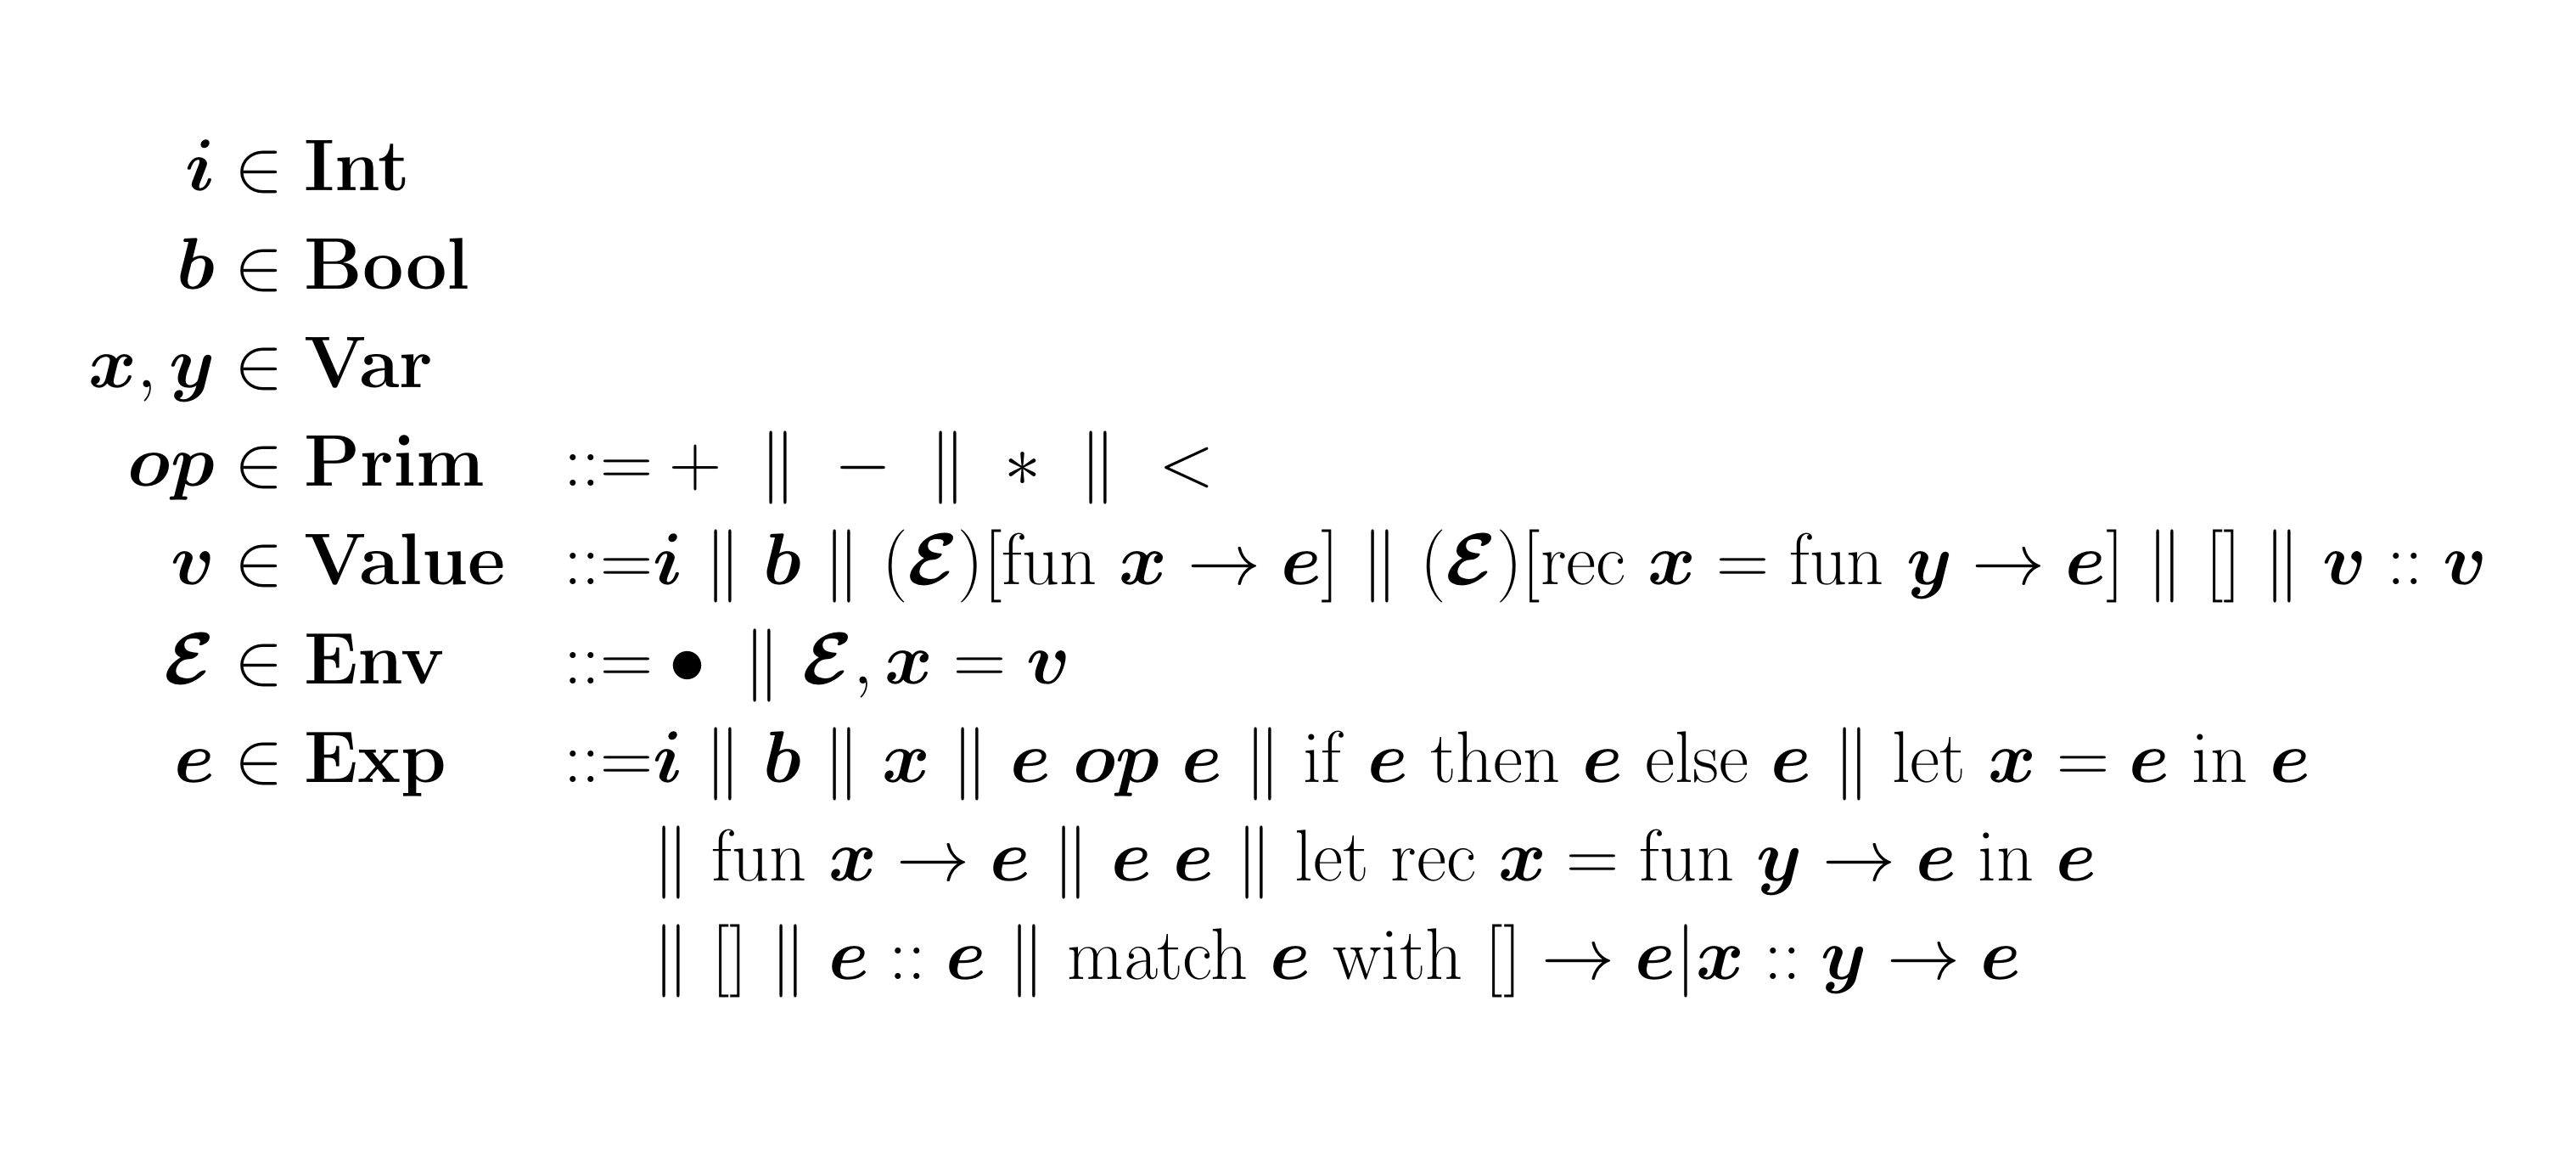 i ∈ Int
b ∈ Bool
x, y ∈ Var
op ∈ Prim ::= + ‖ − ‖ * ‖ <
v ∈ Value ::= i ‖ b ‖ (ℰ)[fun x → e] ‖ (ℰ)[rec x = fun y → e] ‖ [] ‖ v :: v
ℰ ∈ Env ::= • ‖ ℰ, x = v
e ∈ Exp ::= i ‖ b ‖ x ‖ e op e ‖ if e then e else e ‖ let x = e in e
‖ fun x → e ‖ e e ‖ let rec x = fun y → e in e
‖ [] ‖ e :: e ‖ match e with [] → e|x :: y → e